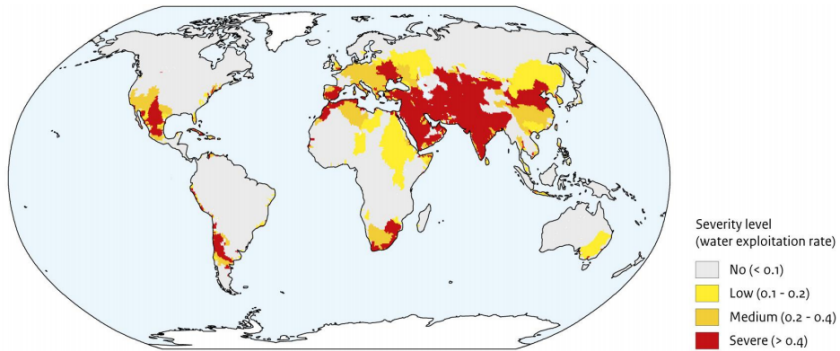 Severity level
(water exploitation rate)
No (< 0.1)
Low (0.1 - 0.2)
Medium (0.2 - 0.4)
Severe (> 0.4)